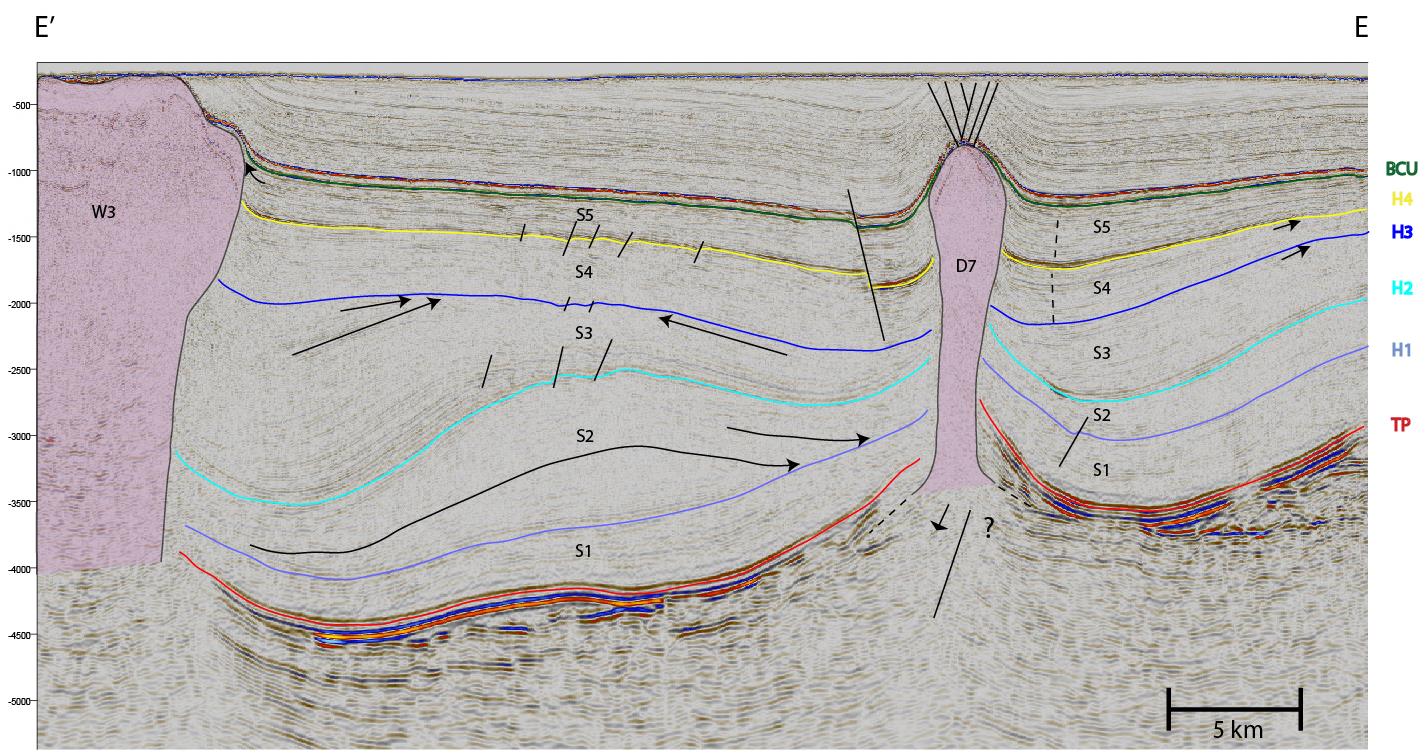 E’ E
-500
-1000 BCU
W3 H4
S5 S5
-1500 H3
S4 D7
-2000 S4 H2
S3 S3
-2500 H1
S2
-3000 S2 TP
S1
-3500
?
S1
-4000
-4500
-5000
5 km